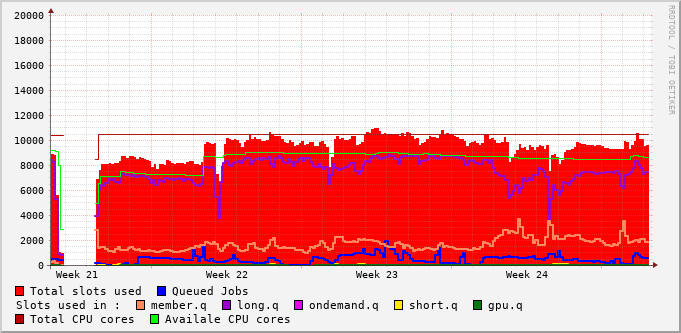 20000
18000
16000
14000
12000
10000
8000
6000
4000
2000
0
Week 21 Week 22 Week 23 Week 24
RRDTOOL / TOBI OETIKER
Total slots used Queued Jobs
Slots used in : member.q long.q ondemand.q short.q gpu.q
Total CPU cores Availale CPU cores